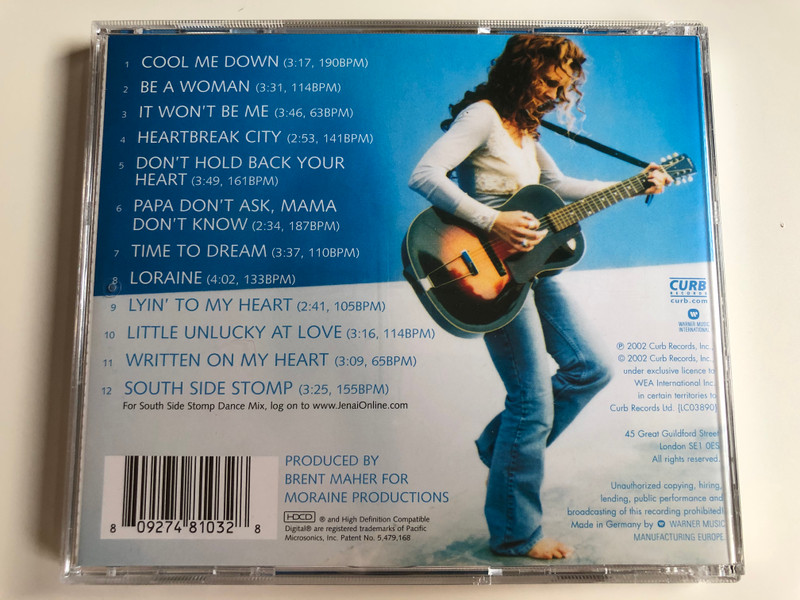 1 COOL ME DOWN (3:17, 190BPM)
2 BE A WOMAN (3:31, 114BPM)
3 IT WON'T BE ME (3:46, 63BPM)
4 HEARTBREAK CITY (2:53, 141BPM)
5 DON'T HOLD BACK YOUR
HEART (3:49, 161BPM)
6 PAPA DON'T ASK, MAMA
DON'T KNOW (2:34, 187BPM)
7 TIME TO DREAM (3:37, 110BPM)
8 LORAINE (4:02, 133BPM)
9 LYIN' TO MY HEART (2:41, 105BPM)
10 LITTLE UNLUCKY AT LOVE (3:16, 114BPM)
11 WRITTEN ON MY HEART (3:09, 65BPM)
12 SOUTH SIDE STOMP (3:25, 155BPM)
For South Side Stomp Dance Mix, log on to www.JenaiOnline.com
8 09274 81032 8
PRODUCED BY
BRENT MAHER FOR
MORAINE PRODUCTIONS
HDCD ® and High Definition Compatible
Digital® are registered trademarks of Pacific
Microsonics, Inc. Patent No. 5,479,168
CURB
RECORDS
curb.com
WARNER MUSIC
INTERNATIONAL
℗ 2002 Curb Records, Inc.
© 2002 Curb Records, Inc.
under exclusive licence to
WEA International Inc.
in certain territories to
Curb Records Ltd. (LC03890)
45 Great Guildford Street
London SE1 0ES
All rights reserved.
Unauthorized copying, hiring,
lending, public performance and
broadcasting of this recording prohibited.
Made in Germany by WARNER MUSIC
MANUFACTURING EUROPE.